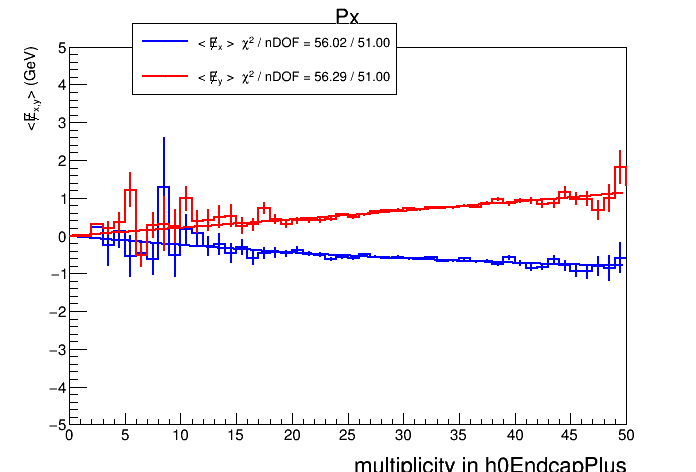 Px
< E̸x > χ² / nDOF = 56.02 / 51.00
< E̸y > χ² / nDOF = 56.29 / 51.00
<E̸x,y> (GeV)
5
4
3
2
1
0
−1
−2
−3
−4
−5
0 5 10 15 20 25 30 35 40 45 50
multiplicity in h0EndcapPlus